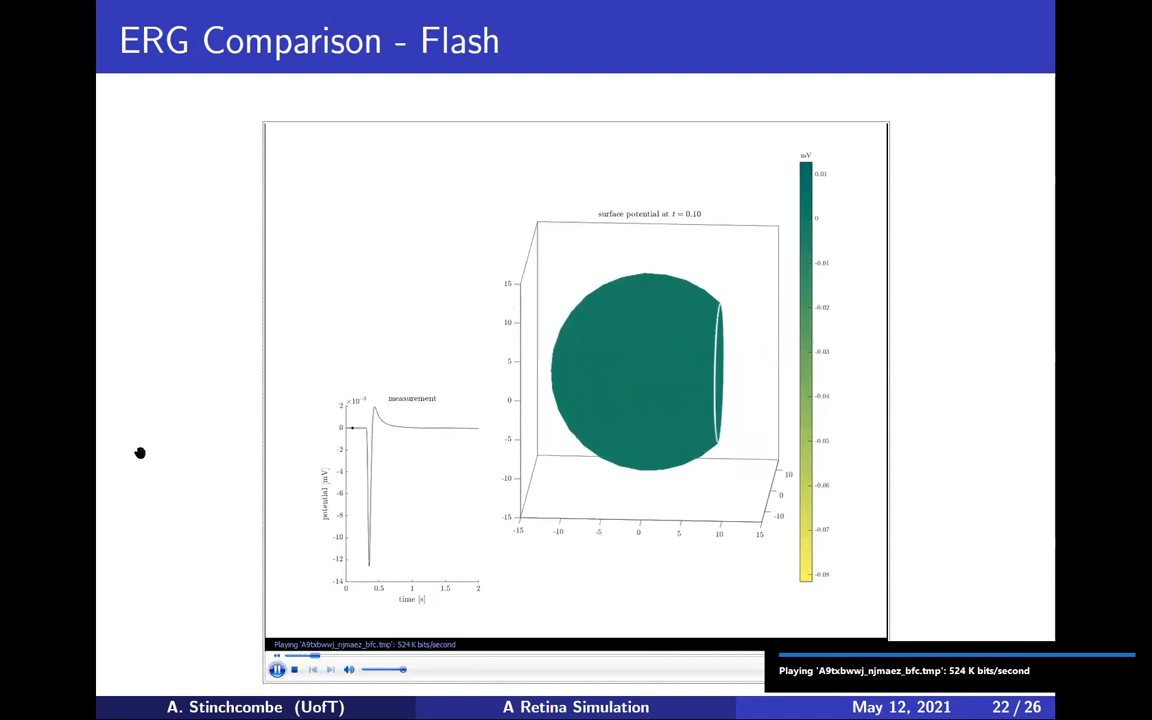 ERG Comparison - Flash
mV
0.01
0
-0.01
-0.02
-0.03
-0.04
-0.05
-0.06
-0.07
-0.08
surface potential at t = 0.10
15
10
5
0
-5
-10
-15
-15 -10 -5 0 5 10 15
10
0
-10
×10⁻³ measurement
2
0
-2
-4
-6
-8
-10
-12
-14
potential [mV]
0 0.5 1 1.5 2
time [s]
Playing 'A9txbwwj_njmaez_bfc.tmp': 524 K bits/second
Playing 'A9txbwwj_njmaez_bfc.tmp': 524 K bits/second
A. Stinchcombe (UofT) A Retina Simulation May 12, 2021 22 / 26